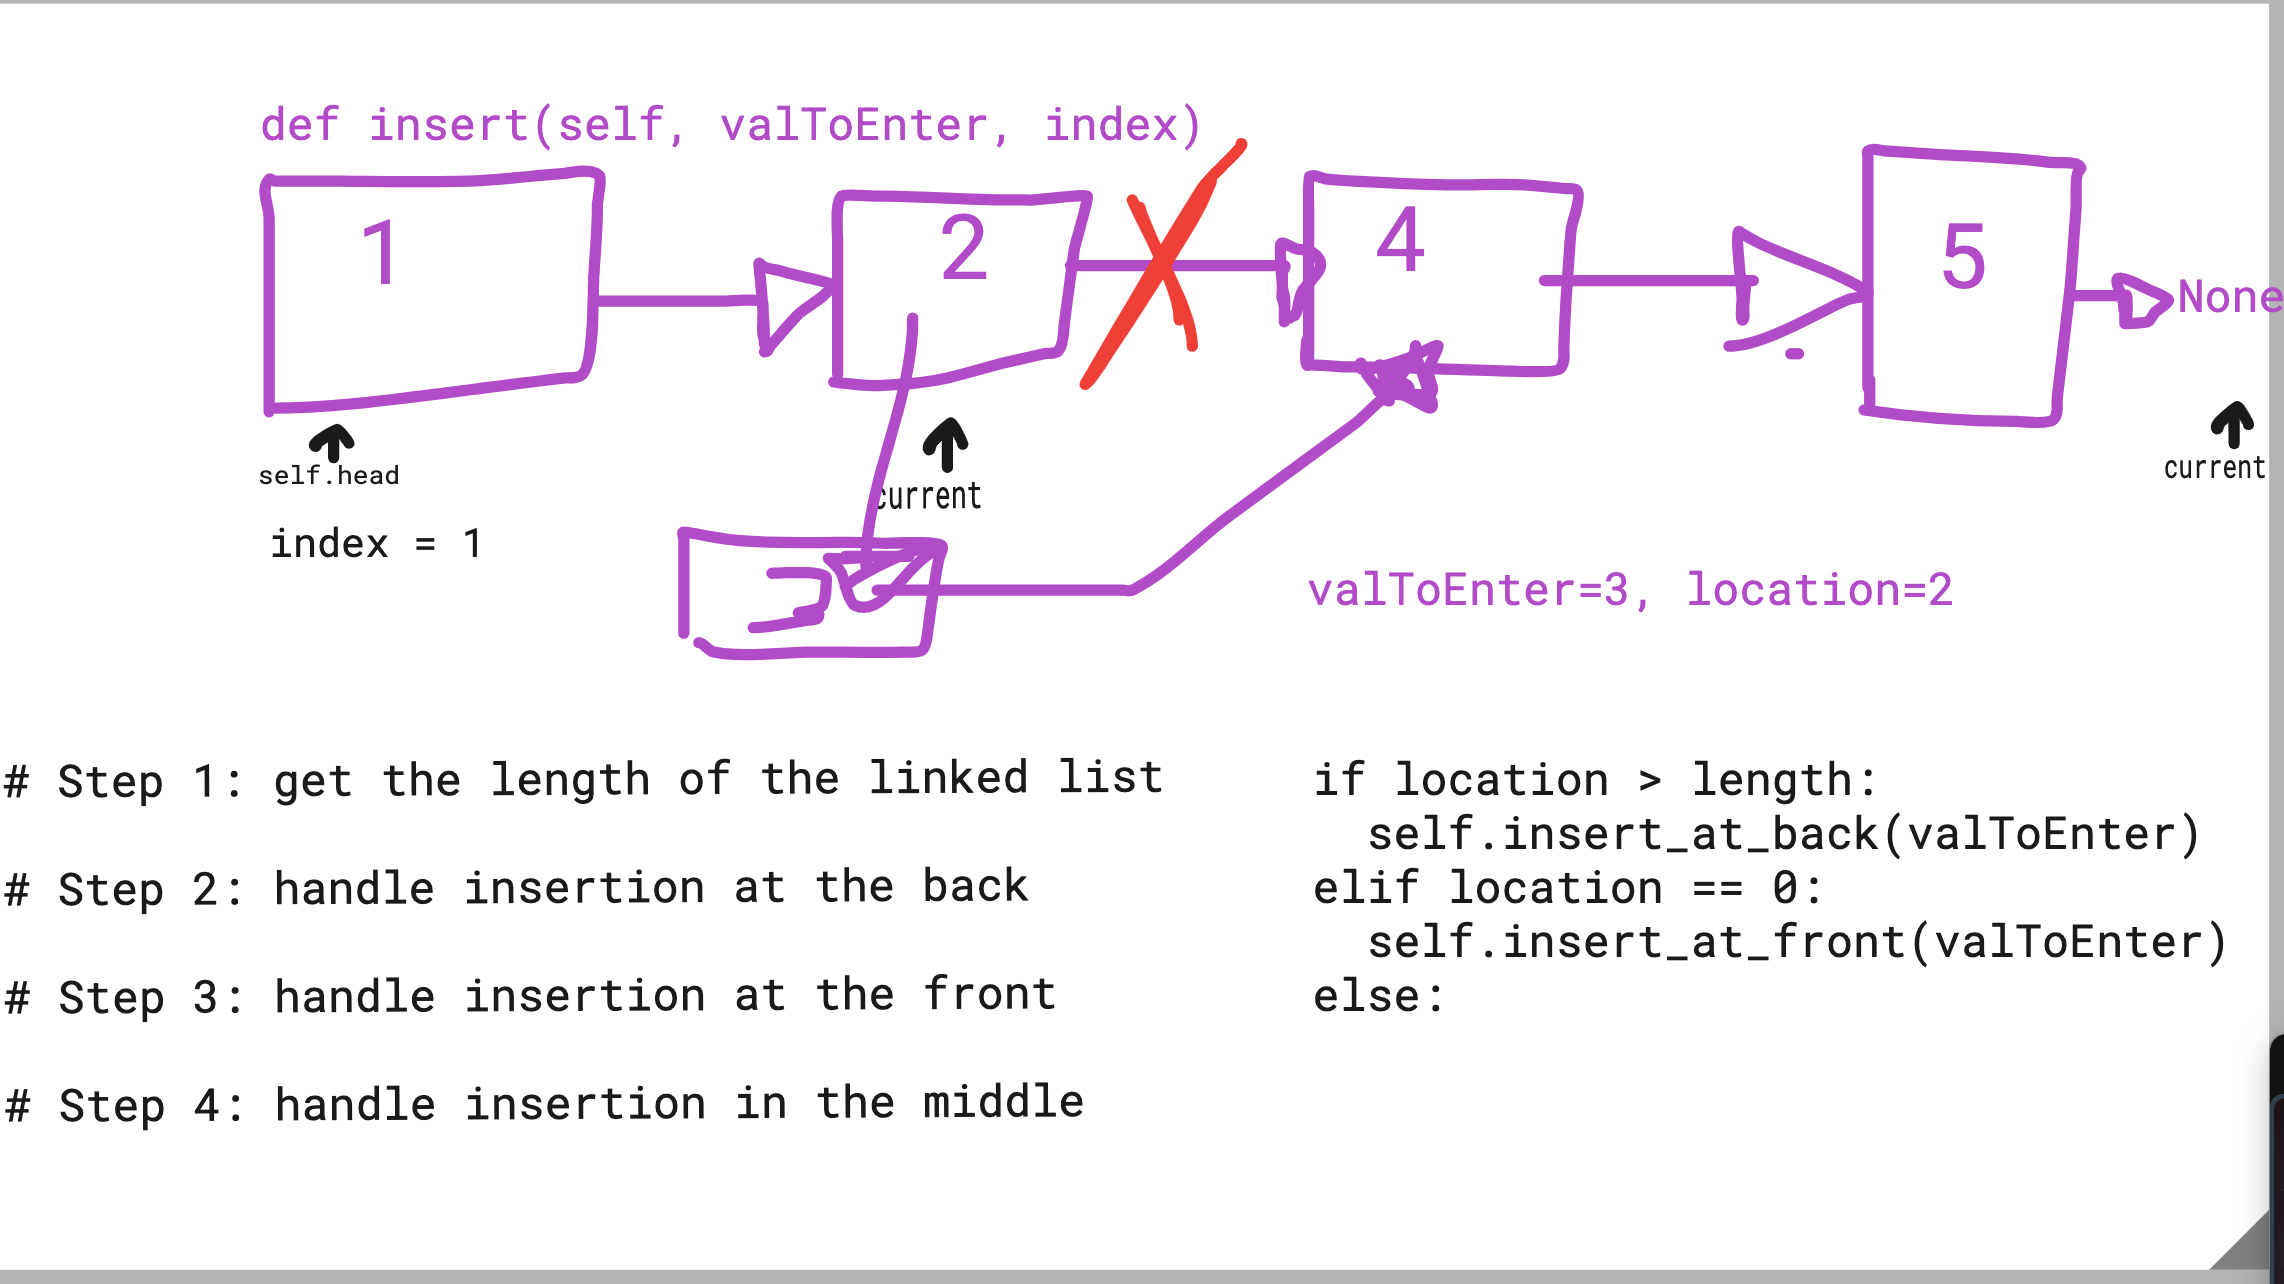 def insert(self, valToEnter, index)
1
2
4
5
None
self.head
current
current
index = 1
3
valToEnter=3, location=2
# Step 1: get the length of the linked list
# Step 2: handle insertion at the back
# Step 3: handle insertion at the front
# Step 4: handle insertion in the middle
if location > length:
self.insert_at_back(valToEnter)
elif location == 0:
self.insert_at_front(valToEnter)
else: